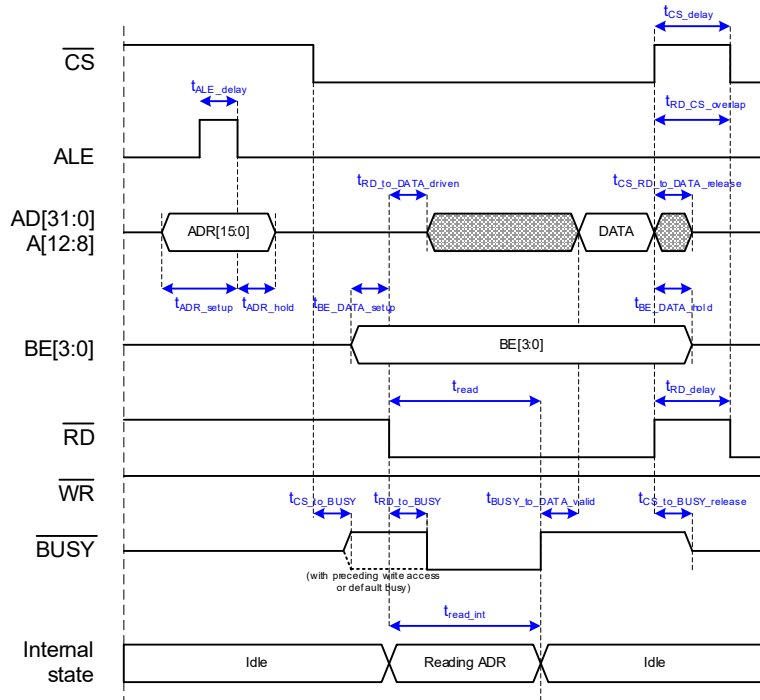 tCS_delay
CS
tALE_delay
tRD_CS_overlap
ALE
tRD_to_DATA_driven
tCS_RD_to_DATA_release
AD[31:0]
A[12:8]
ADR[15:0]
DATA
tADR_setup
tADR_hold
tBE_DATA_setup
tBE_DATA_hold
BE[3:0]
BE[3:0]
tread
tRD_delay
RD
WR
tCS_to_BUSY
tRD_to_BUSY
tBUSY_to_DATA_valid
tCS_to_BUSY_release
BUSY
(with preceding write access
or default busy)
tread_int
Internal
state
Idle
Reading ADR
Idle